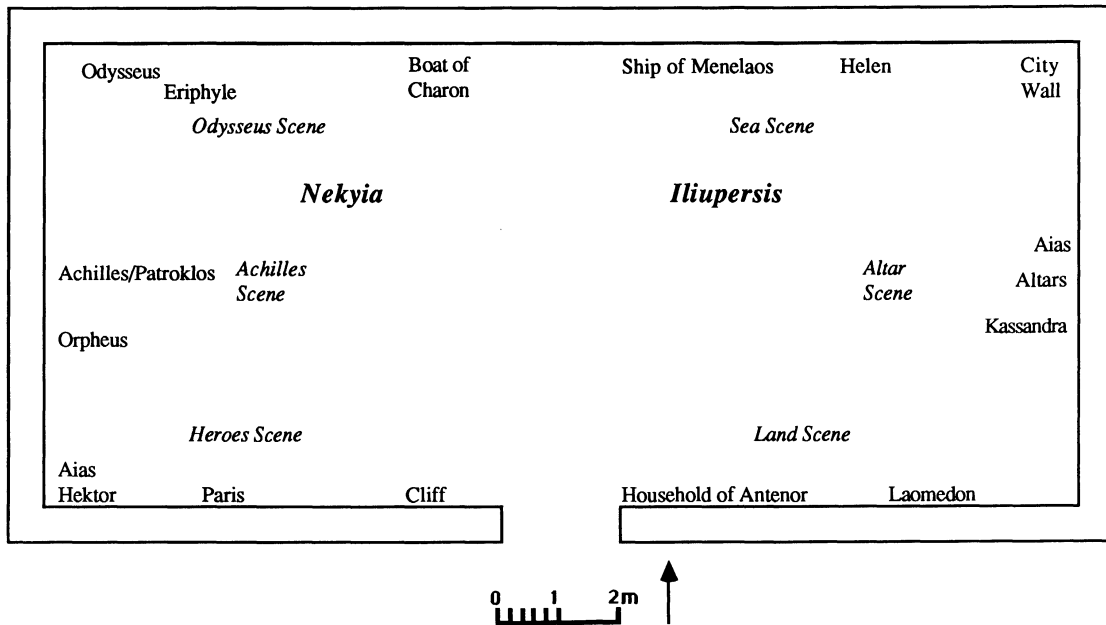 Odysseus
Eriphyle
Boat of
Charon
Ship of Menelaos
Helen
City
Wall
Odysseus Scene
Sea Scene
Nekyia
Iliupersis
Achilles/Patroklos
Achilles
Scene
Orpheus
Altar
Scene
Aias
Altars
Kassandra
Heroes Scene
Land Scene
Aias
Hektor
Paris
Cliff
Household of Antenor
Laomedon
0 1 2m